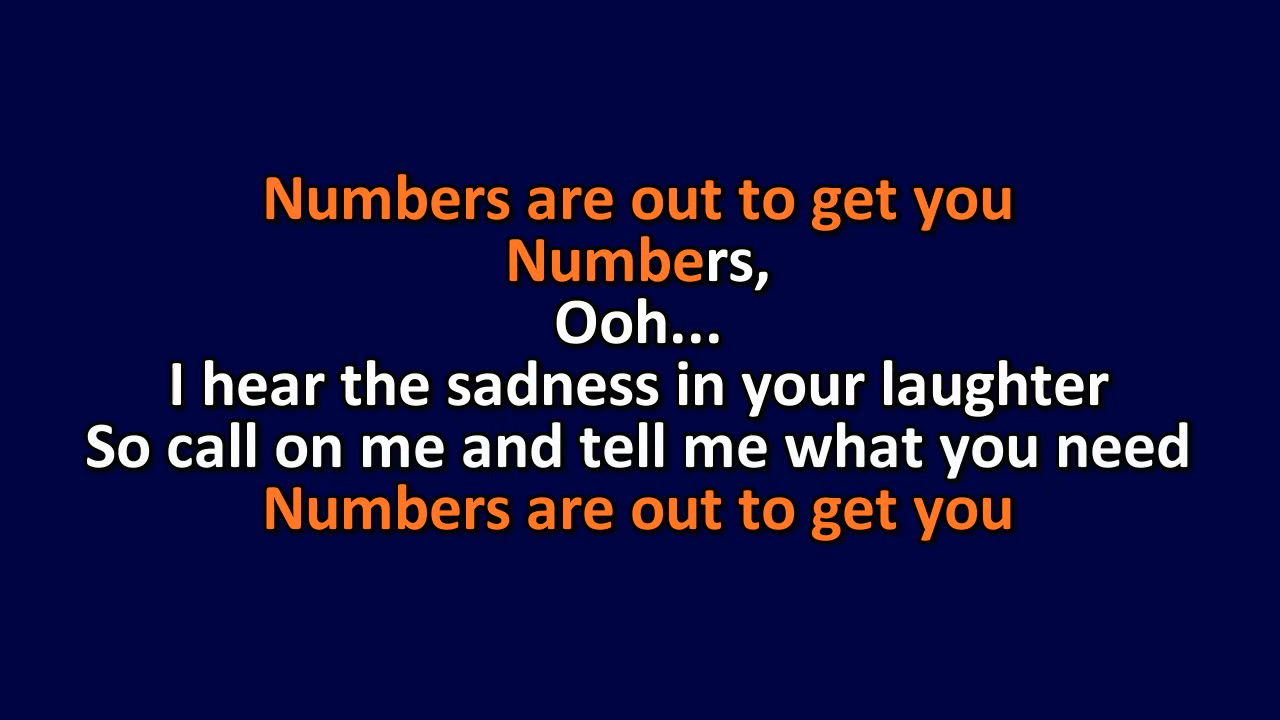 Numbers are out to get you
Numbers,
Ooh...
I hear the sadness in your laughter
So call on me and tell me what you need
Numbers are out to get you